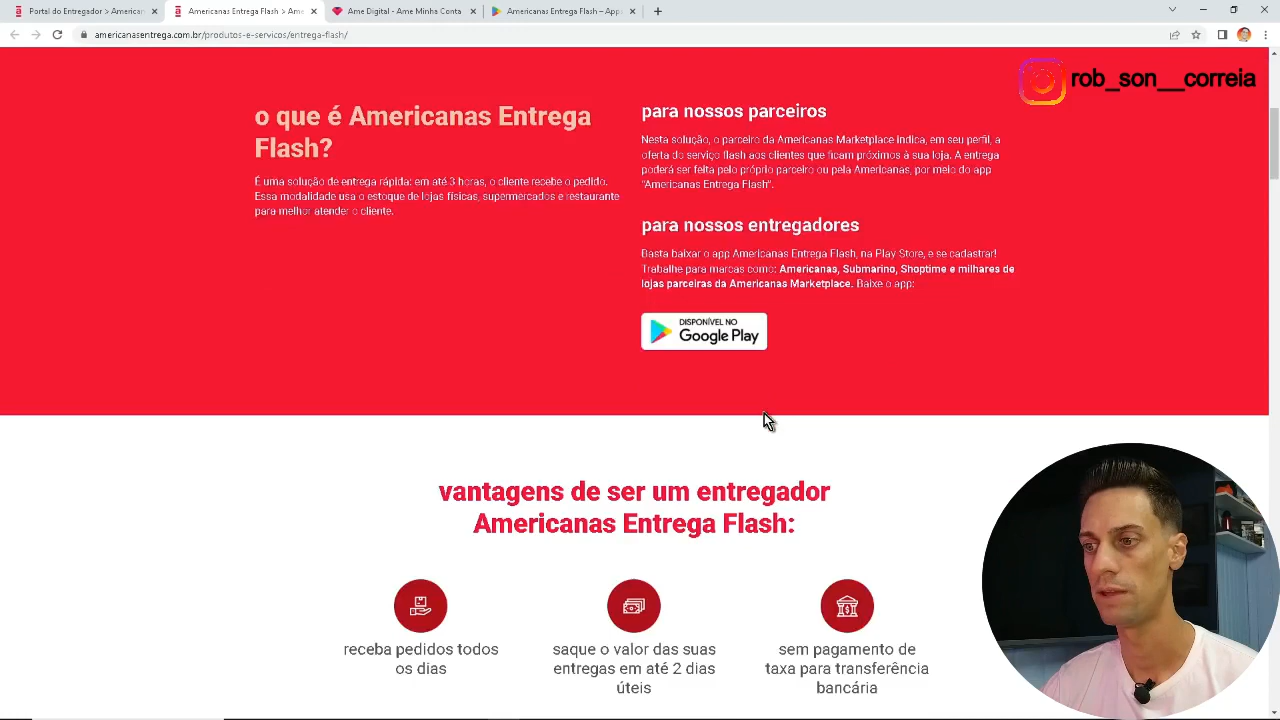 Portal do Entregador > American
Americanas Entrega Flash > Ame
Ame Digital - Ame Minha Conta
Americanas Entrega Flash – Apps
americanasentrega.com.br/produtos-e-servicos/entrega-flash/
rob_son__correia
o que é Americanas Entrega
Flash?
É uma solução de entrega rápida: em até 3 horas, o cliente recebe o pedido.
Essa modalidade usa o estoque de lojas físicas, supermercados e restaurante
para melhor atender o cliente.
para nossos parceiros
Nesta solução, o parceiro da Americanas Marketplace indica, em seu perfil, a
oferta do serviço flash aos clientes que ficam próximos à sua loja. A entrega
poderá ser feita pelo próprio parceiro ou pela Americanas, por meio do app
"Americanas Entrega Flash".
para nossos entregadores
Basta baixar o app Americanas Entrega Flash, na Play Store, e se cadastrar!
Trabalhe para marcas como: Americanas, Submarino, Shoptime e milhares de
lojas parceiras da Americanas Marketplace. Baixe o app:
DISPONÍVEL NO
Google Play
vantagens de ser um entregador
Americanas Entrega Flash:
receba pedidos todos
os dias
saque o valor das suas
entregas em até 2 dias
úteis
sem pagamento de
taxa para transferência
bancária